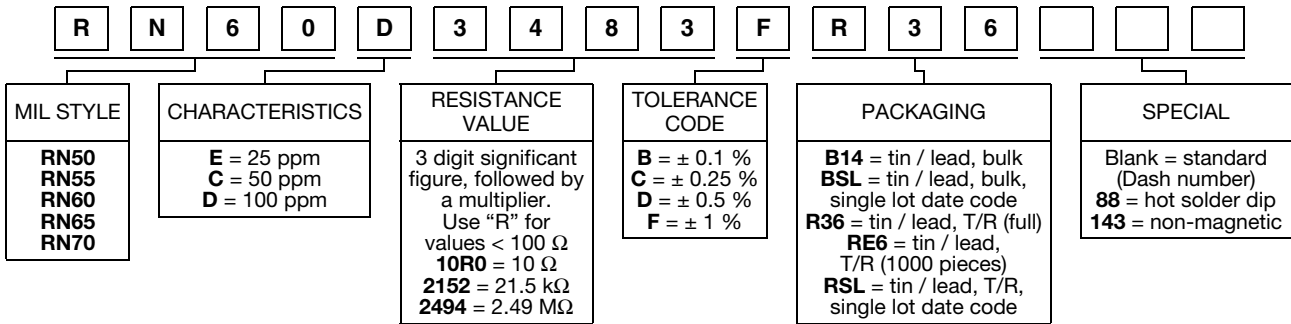 R N 6 0 D 3 4 8 3 F R 3 6
MIL STYLE
RN50
RN55
RN60
RN65
RN70
CHARACTERISTICS
E = 25 ppm
C = 50 ppm
D = 100 ppm
RESISTANCE
VALUE
3 digit significant
figure, followed by
a multiplier.
Use “R” for
values < 100 Ω
10R0 = 10 Ω
2152 = 21.5 kΩ
2494 = 2.49 MΩ
TOLERANCE
CODE
B = ± 0.1 %
C = ± 0.25 %
D = ± 0.5 %
F = ± 1 %
PACKAGING
B14 = tin / lead, bulk
BSL = tin / lead, bulk,
single lot date code
R36 = tin / lead, T/R (full)
RE6 = tin / lead,
T/R (1000 pieces)
RSL = tin / lead, T/R,
single lot date code
SPECIAL
Blank = standard
(Dash number)
88 = hot solder dip
143 = non-magnetic